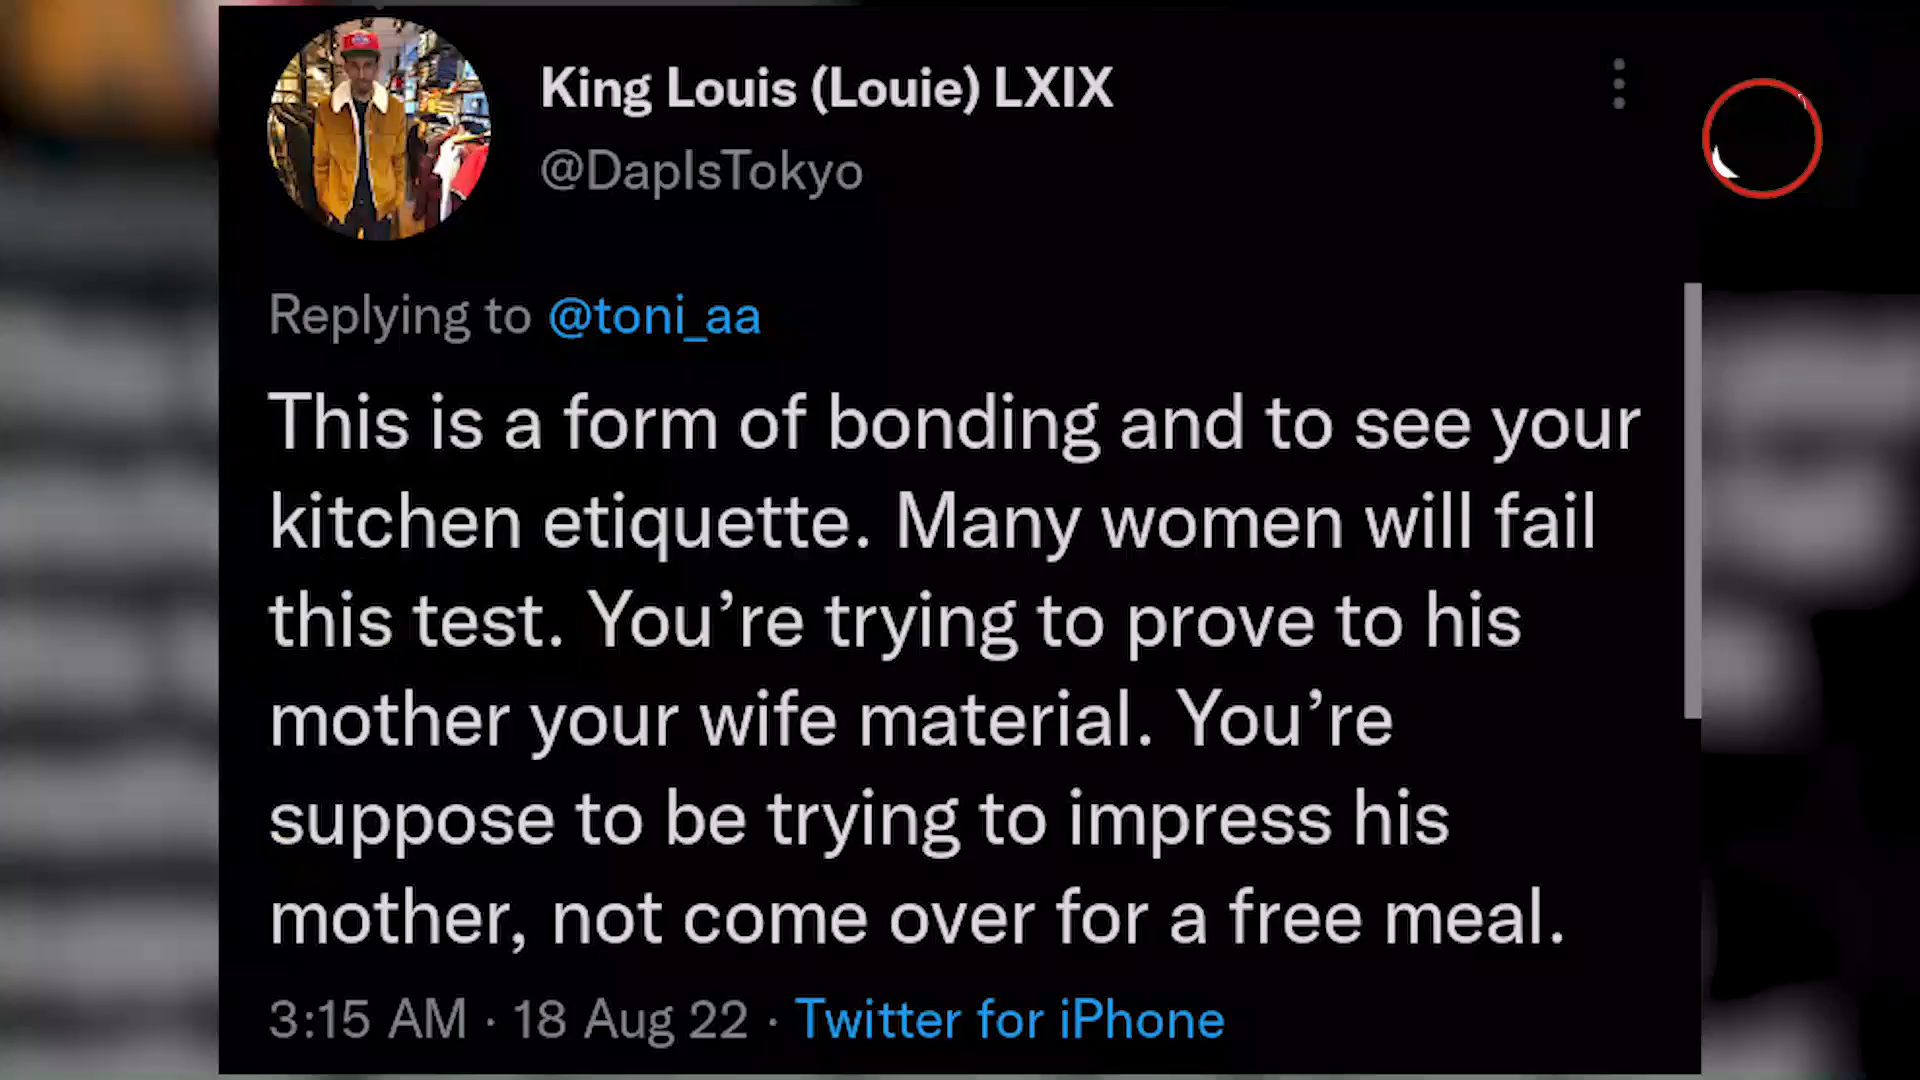 King Louis (Louie) LXIX
@DapIsTokyo
Replying to @toni_aa
This is a form of bonding and to see your
kitchen etiquette. Many women will fail
this test. You’re trying to prove to his
mother your wife material. You’re
suppose to be trying to impress his
mother, not come over for a free meal.
3:15 AM · 18 Aug 22 · Twitter for iPhone